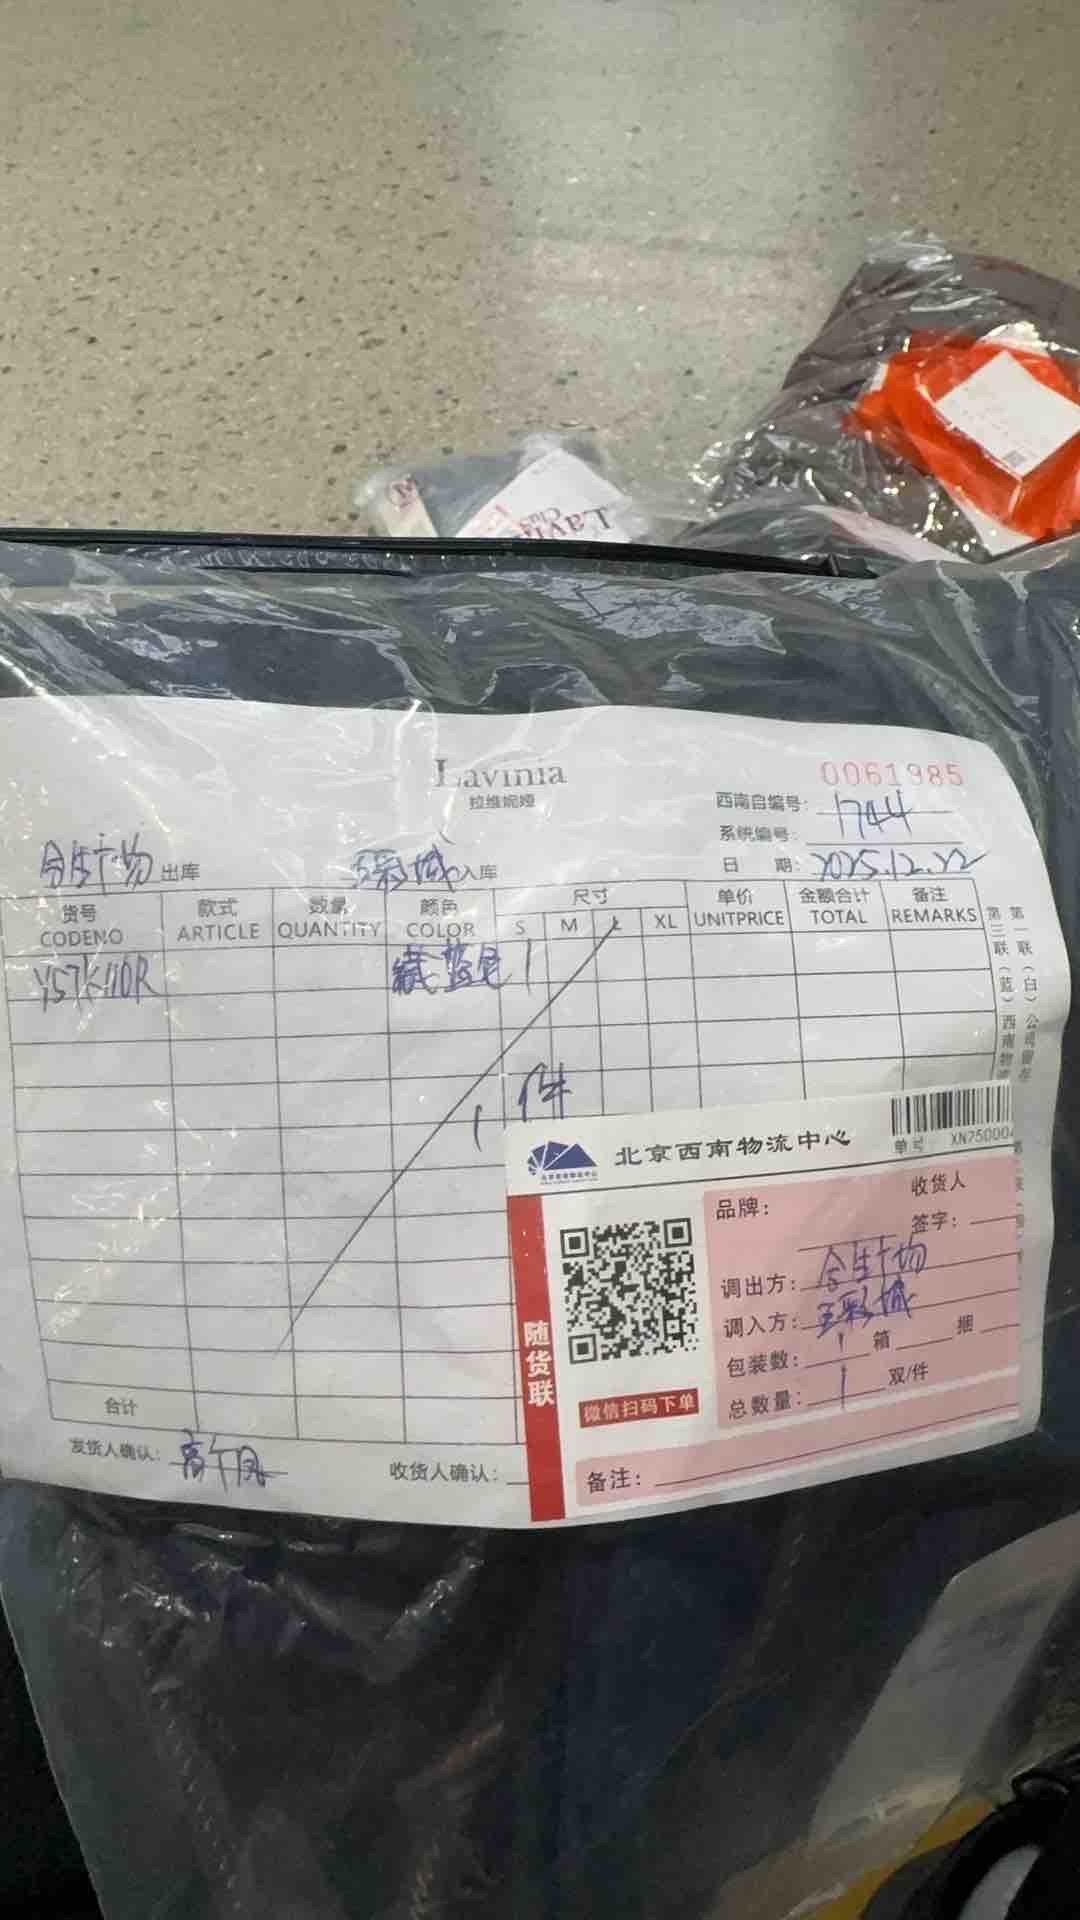 Lavinia
拉维妮娅
0061985
西南自编号: 1744
系统编号:
日 期: 2025.12.22
合生广场 出库 五彩城 入库
货号 款式 数量 颜色 尺寸 单价 金额合计 备注
CODENO ARTICLE QUANTITY COLOR S M L XL UNITPRICE TOTAL REMARKS
藏蓝色 1
1件
合计
发货人确认: 收货人确认:
第一联(白)公司留存
第三联(蓝)西南物
北京西南物流中心
单号 XN75000
随货联
微信扫码下单
品牌:
收货人
签字:
调出方: 合生广场
调入方: 五彩城
包装数: 1 箱 捆
总数量: 1 双/件
备注:
Lavi